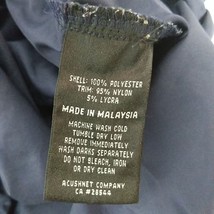 SHELL: 100% POLYESTER
TRIM: 95% NYLON
5% LYCRA
MADE IN MALAYSIA
MACHINE WASH COLD
TUMBLE DRY LOW
REMOVE IMMEDIATELY
WASH DARKS SEPARATELY
DO NOT BLEACH, IRON
OR DRY CLEAN
ACUSHNET COMPANY
CA #28644